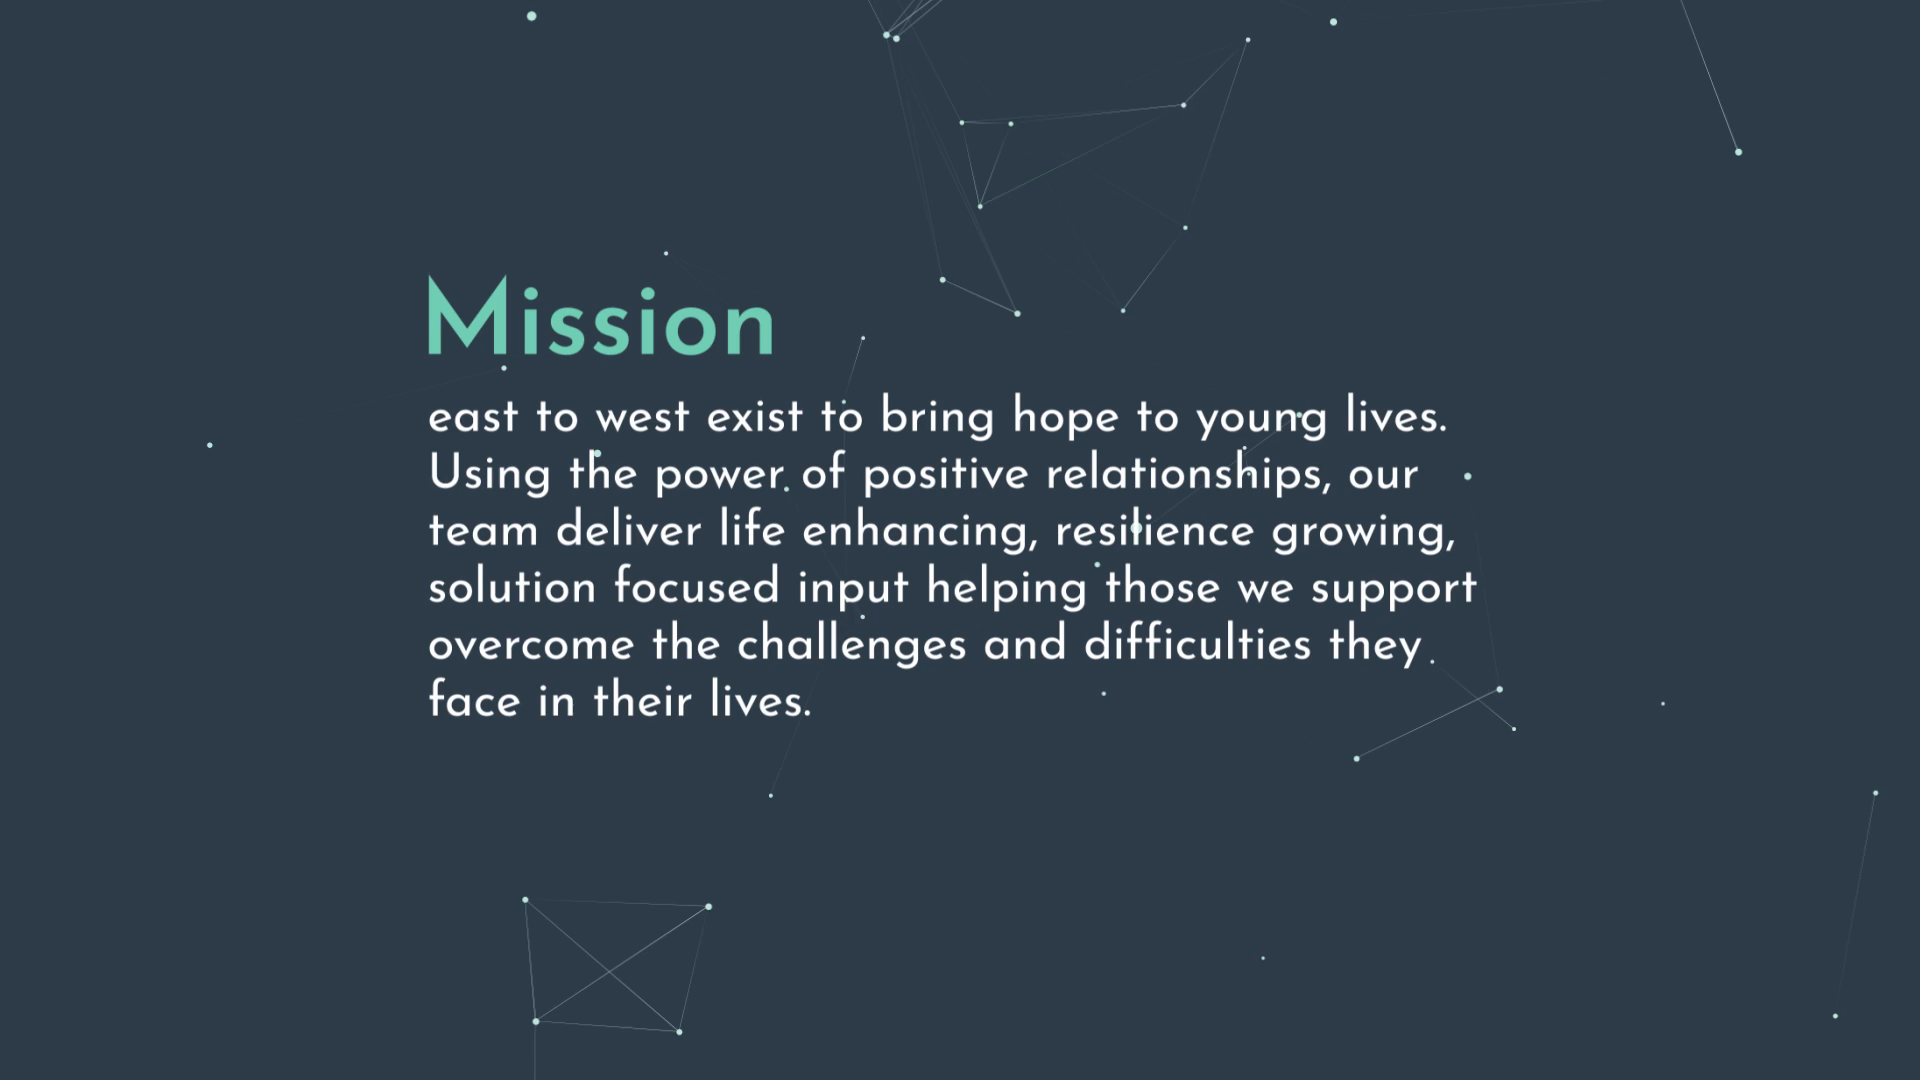 Mission
east to west exist to bring hope to young lives.
Using the power of positive relationships, our
team deliver life enhancing, resilience growing,
solution focused input helping those we support
overcome the challenges and difficulties they
face in their lives.